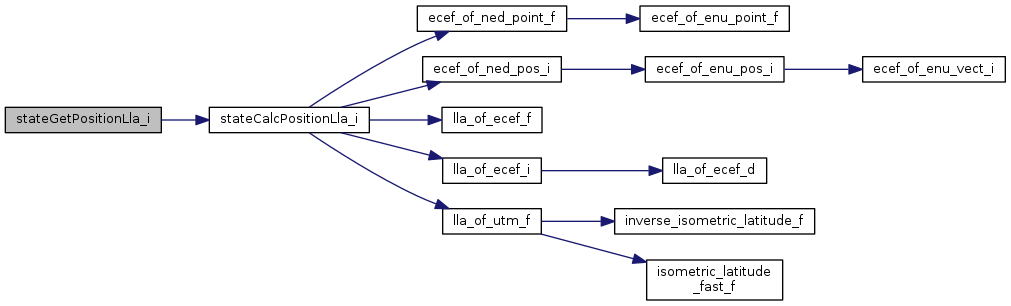 ecef_of_ned_point_f
ecef_of_enu_point_f
ecef_of_ned_pos_i
ecef_of_enu_pos_i
ecef_of_enu_vect_i
stateGetPositionLla_i
stateCalcPositionLla_i
lla_of_ecef_f
lla_of_ecef_i
lla_of_ecef_d
lla_of_utm_f
inverse_isometric_latitude_f
isometric_latitude
_fast_f